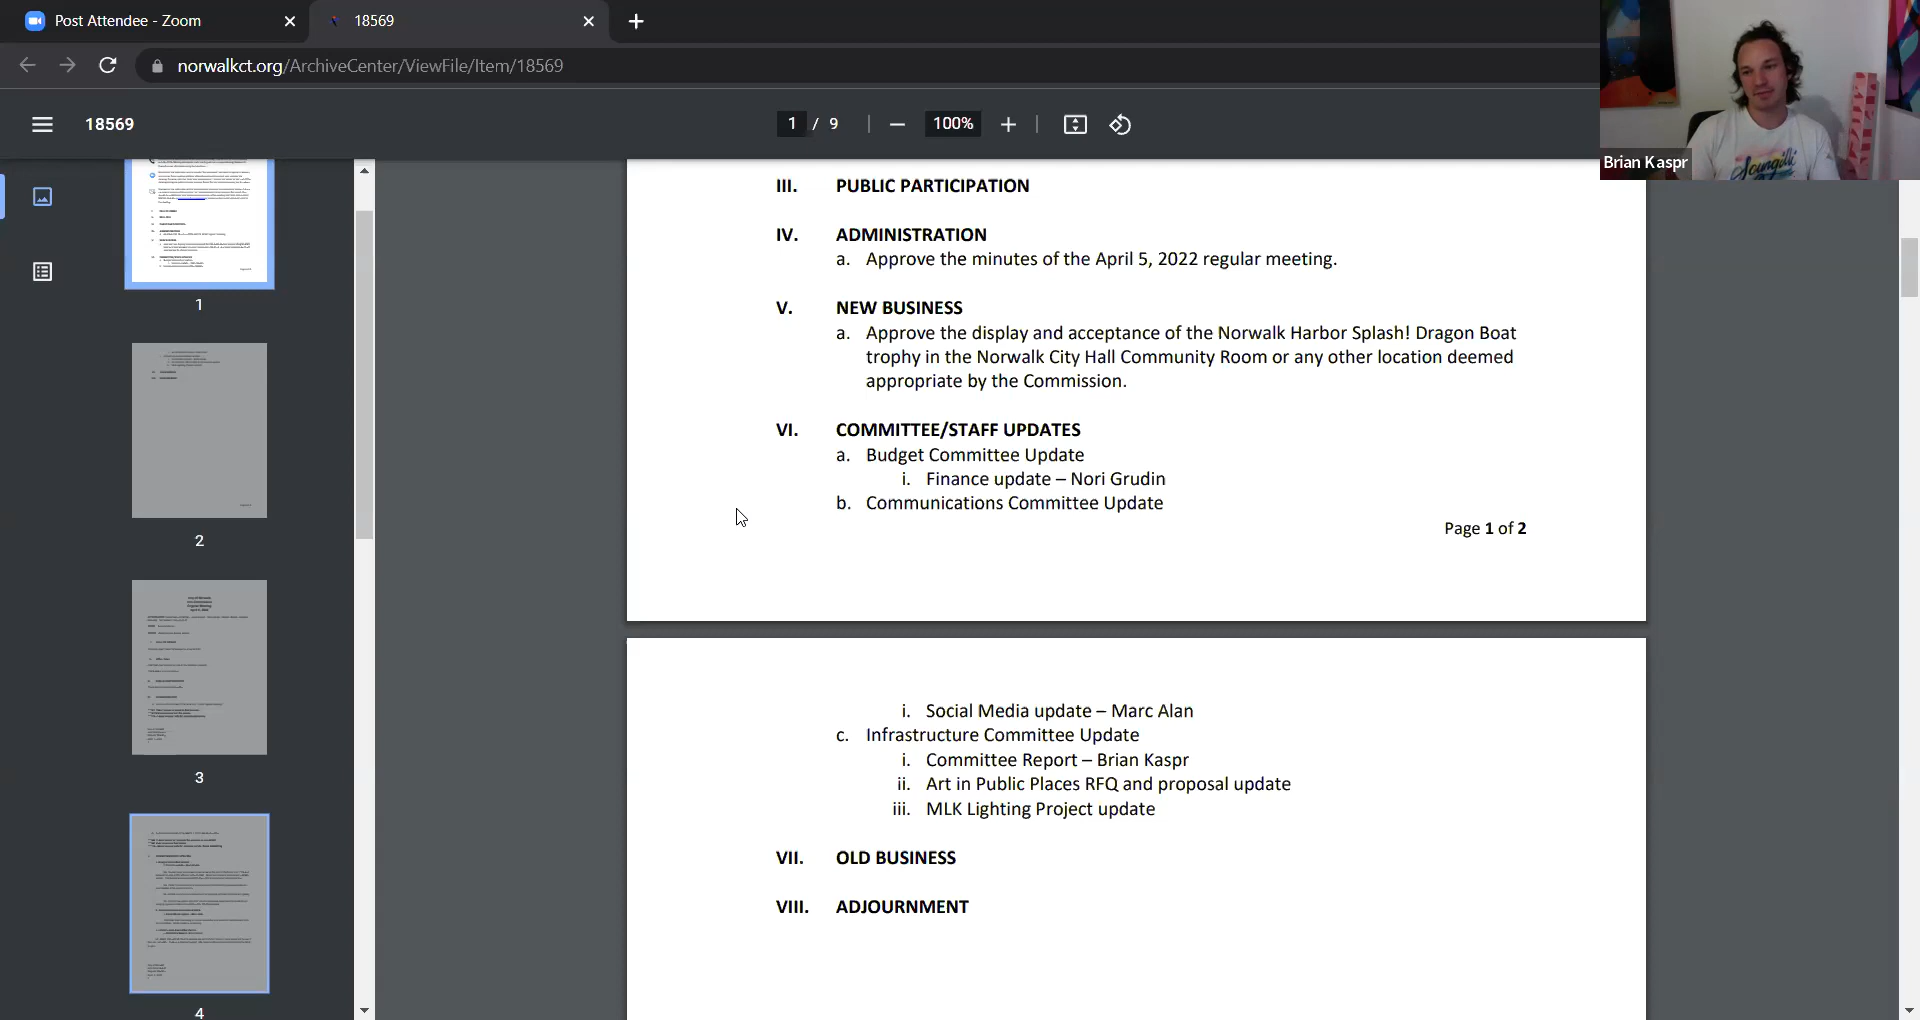 Post Attendee - Zoom
18569
norwalkct.org/ArchiveCenter/ViewFile/Item/18569
18569
1 / 9
100%
Brian Kaspr
1
2
3
4
III. PUBLIC PARTICIPATION
IV. ADMINISTRATION
a. Approve the minutes of the April 5, 2022 regular meeting.
V. NEW BUSINESS
a. Approve the display and acceptance of the Norwalk Harbor Splash! Dragon Boat
trophy in the Norwalk City Hall Community Room or any other location deemed
appropriate by the Commission.
VI. COMMITTEE/STAFF UPDATES
a. Budget Committee Update
i. Finance update – Nori Grudin
b. Communications Committee Update
Page 1 of 2
i. Social Media update – Marc Alan
c. Infrastructure Committee Update
i. Committee Report – Brian Kaspr
ii. Art in Public Places RFQ and proposal update
iii. MLK Lighting Project update
VII. OLD BUSINESS
VIII. ADJOURNMENT